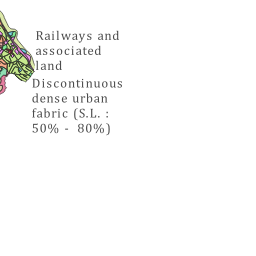 Railways and
associated
land
Discontinuous
dense urban
fabric (S.L. :
50% - 80%)